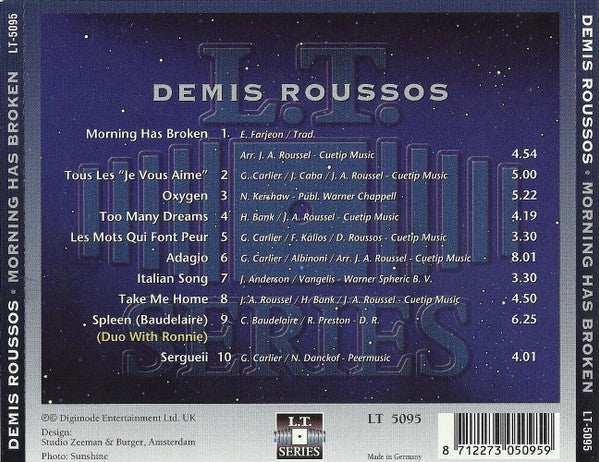 DEMIS ROUSSOS • MORNING HAS BROKEN LT-5095
L.T.
SERIES
DEMIS ROUSSOS
Morning Has Broken 1. E. Farjeon / Trad.
Arr. J. A. Roussel - Cuetip Music 4.54
Tous Les "Je Vous Aime" 2 G.Carlier / J. Caba / J. A. Roussel - Cuetip Music 5.00
Oxygen 3 N. Kershaw - Publ. Warner Chappell 5.22
Too Many Dreams 4 H. Bank / J. A. Roussel - Cuetip Music 4.19
Les Mots Qui Font Peur 5 G. Carlier / F. Kállos / D. Roussos - Cuetip Music 3.30
Adagio 6 G. Carlier / Albinoni / Arr. J. A. Roussel - Cuetip Music 8.01
Italian Song 7 J. Anderson / Vangelis - Warner Spheric B. V. 3.30
Take Me Home 8 J.A. Roussel / H Bank / J. A. Roussel - Cuetip Music 4.50
Spleen (Baudelaire) 9 C. Baudelaire / R. Preston - D. R. 6.25
(Duo With Ronnie)
Sergueii 10 G. Carlier / N. Danckof - Peermusic 4.01
℗© Digimode Entertainment Ltd. UK
Design:
Studio Zeeman & Burger, Amsterdam
Photo: Sunshine
L.T.
SERIES
LT 5095
Made in Germany
8 712273 050959
DEMIS ROUSSOS • MORNING HAS BROKEN LT-5095